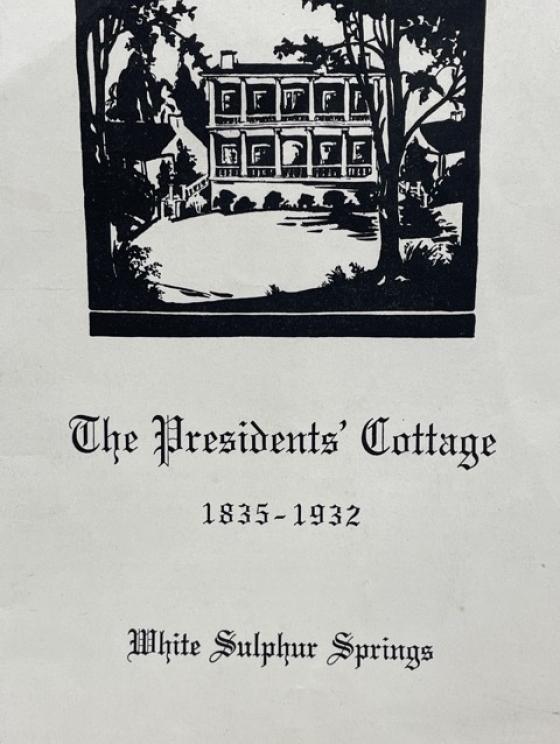 The Presidents' Cottage
1835-1932
White Sulphur Springs